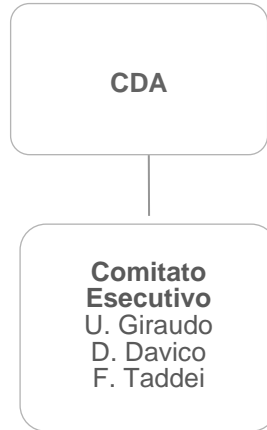 CDA
Comitato
Esecutivo
U. Giraudo
D. Davico
F. Taddei